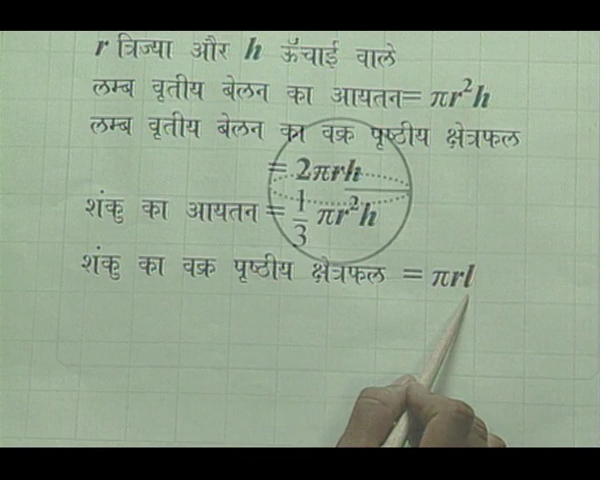 r त्रिज्या और h ऊँचाई वाले
लम्ब वृतीय बेलन का आयतन= πr²h
लम्ब वृतीय बेलन का वक्र पृष्ठीय क्षेत्रफल
= 2πrh
शंकु का आयतन = 1/3 πr²h
शंकु का वक्र पृष्ठीय क्षेत्रफल = πrl